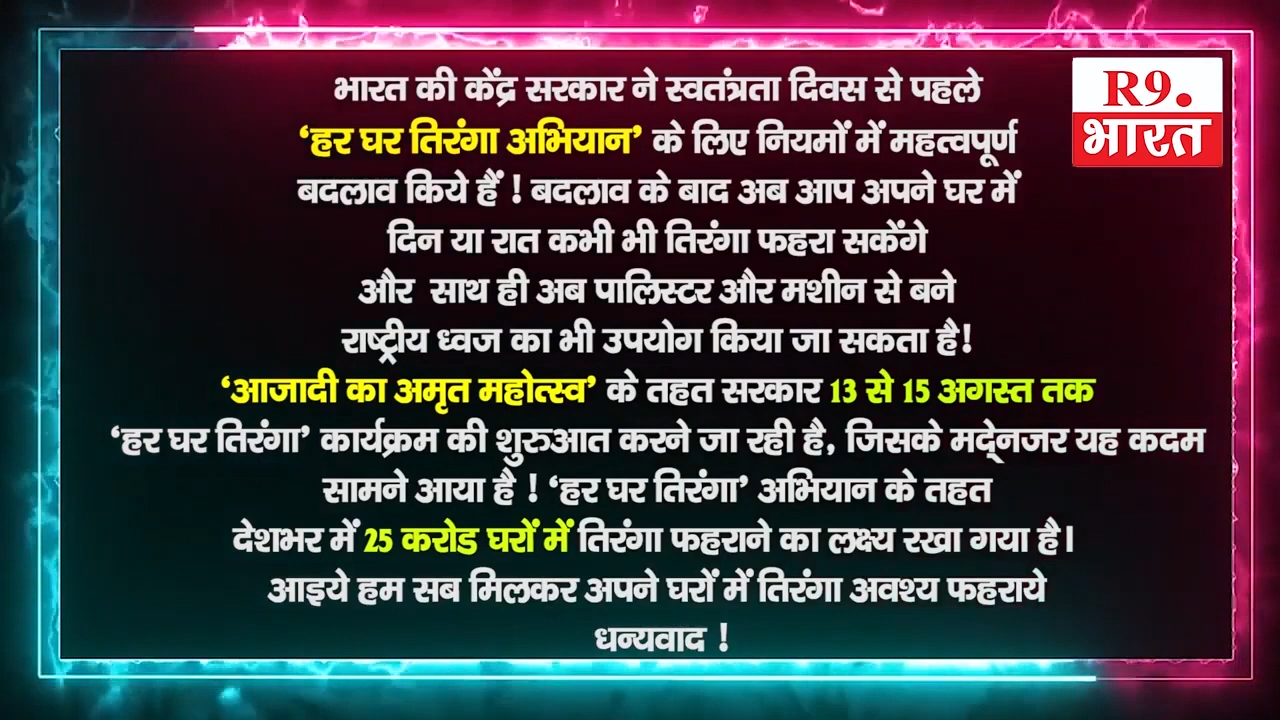 R9.
भारत
भारत की केंद्र सरकार ने स्वतंत्रता दिवस से पहले
‘हर घर तिरंगा अभियान’ के लिए नियमों में महत्वपूर्ण
बदलाव किये हैं ! बदलाव के बाद अब आप अपने घर में
दिन या रात कभी भी तिरंगा फहरा सकेंगे
और साथ ही अब पालिस्टर और मशीन से बने
राष्ट्रीय ध्वज का भी उपयोग किया जा सकता है!
‘आजादी का अमृत महोत्स्व’ के तहत सरकार 13 से 15 अगस्त तक
‘हर घर तिरंगा’ कार्यक्रम की शुरुआत करने जा रही है, जिसके मद्देनजर यह कदम
सामने आया है ! ‘हर घर तिरंगा’ अभियान के तहत
देशभर में 25 करोड घरों में तिरंगा फहराने का लक्ष्य रखा गया है।
आइये हम सब मिलकर अपने घरों में तिरंगा अवश्य फहराये
धन्यवाद !